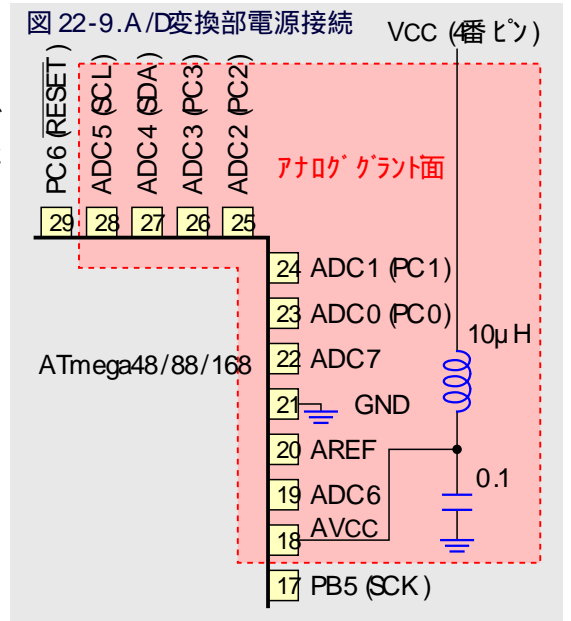 図 22-9. A/D変換部電源接続
VCC (4番ピン)
PC6 (RESET)
ADC5 (SCL)
ADC4 (SDA)
ADC3 (PC3)
ADC2 (PC2)
アナログ グランド面
29
28
27
26
25
24 ADC1 (PC1)
23 ADC0 (PC0)
10µH
ATmega48/88/168
22 ADC7
21 GND
20 AREF
19 ADC6
0.1
18 AVCC
17 PB5 (SCK)